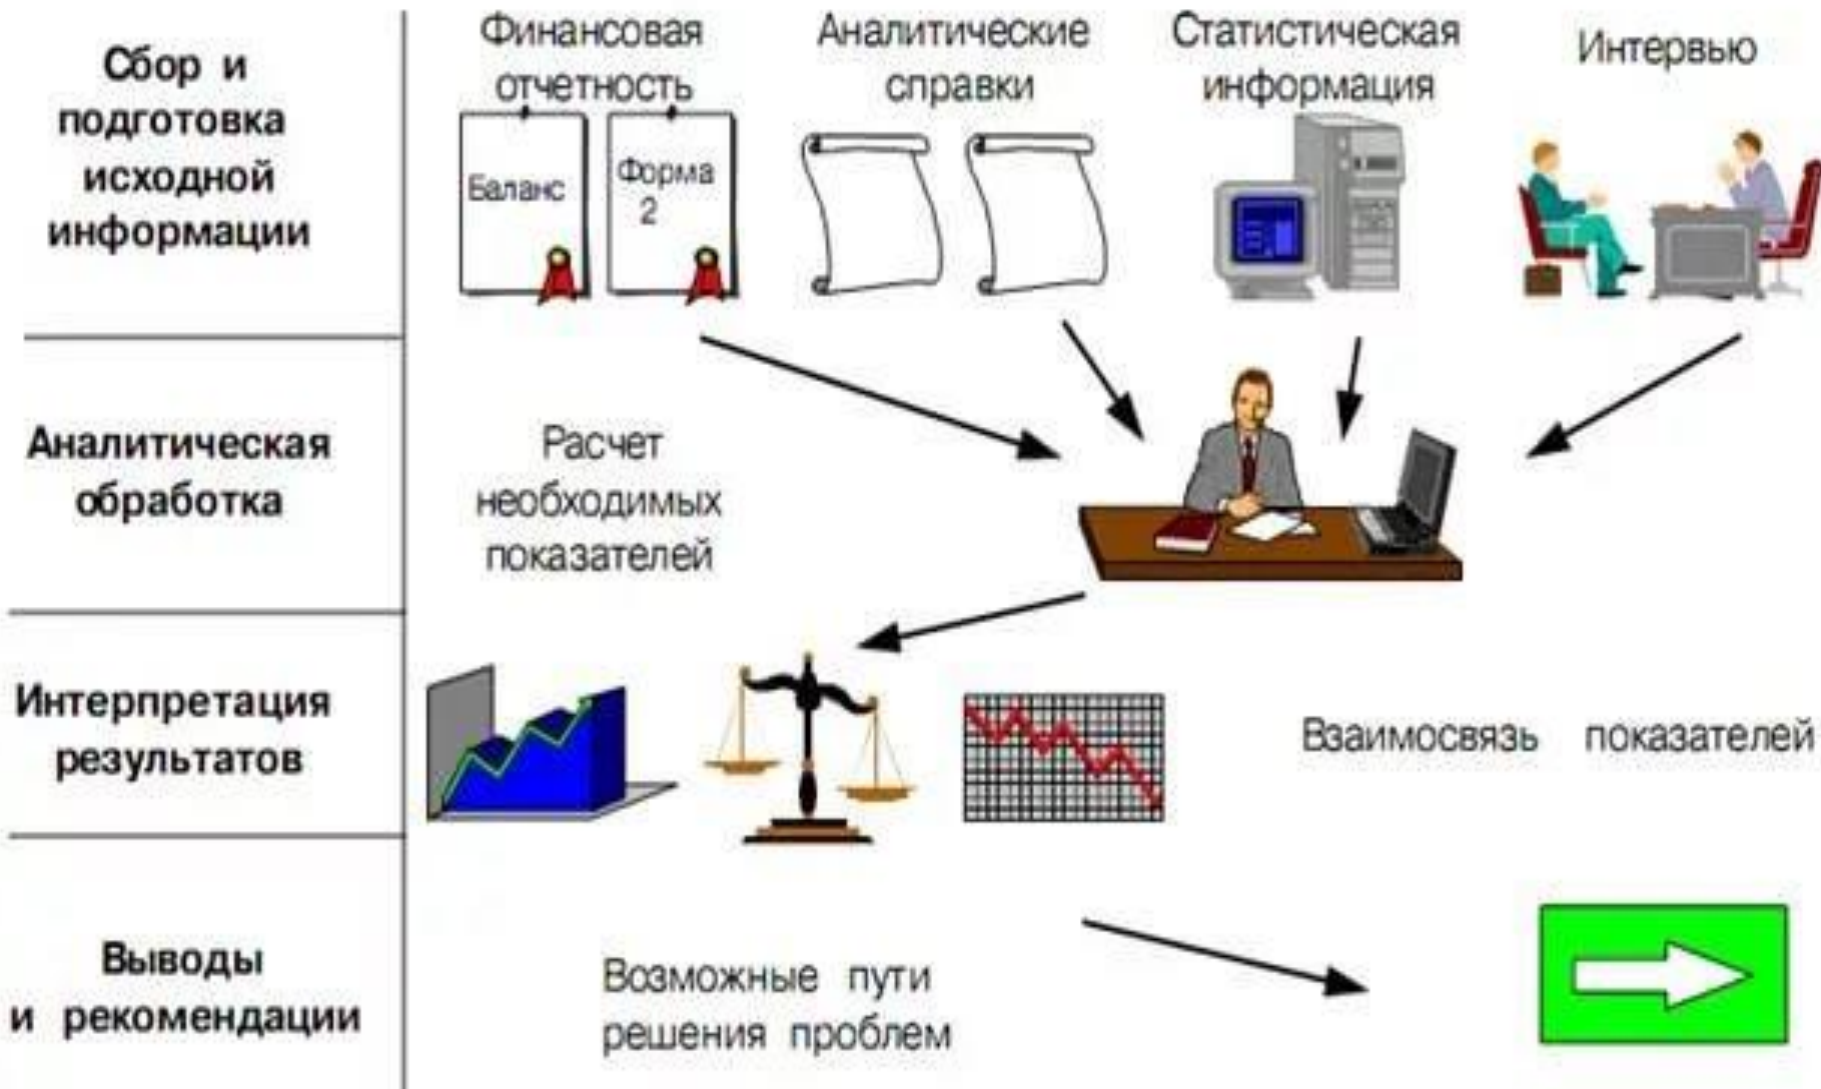 Сбор и
подготовка
исходной
информации
Финансовая
отчетность
Аналитические
справки
Статистическая
информация
Интервью
Баланс
Форма
2
Аналитическая
обработка
Расчет
необходимых
показателей
Интерпретация
результатов
Взаимосвязь показателей
Выводы
и рекомендации
Возможные пути
решения проблем